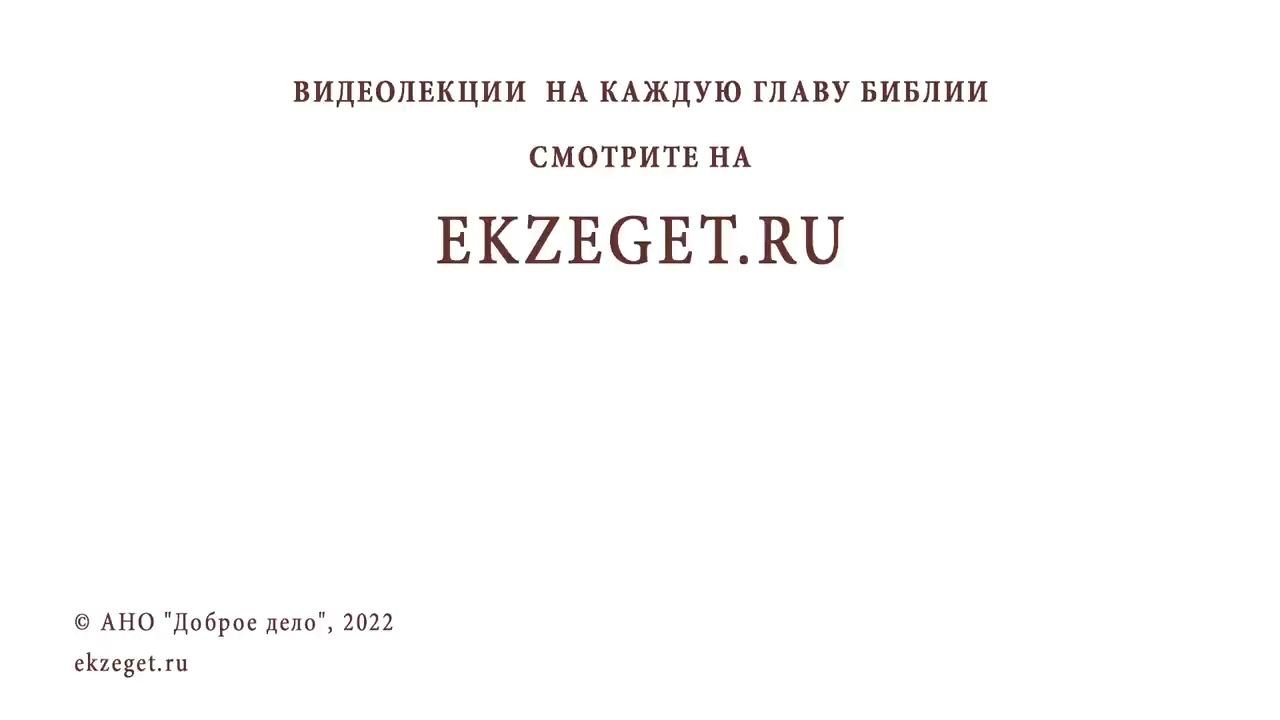 ВИДЕОЛЕКЦИИ НА КАЖДУЮ ГЛАВУ БИБЛИИ
СМОТРИТЕ НА
EKZEGET.RU
© АНО "Доброе дело", 2022
ekzeget.ru